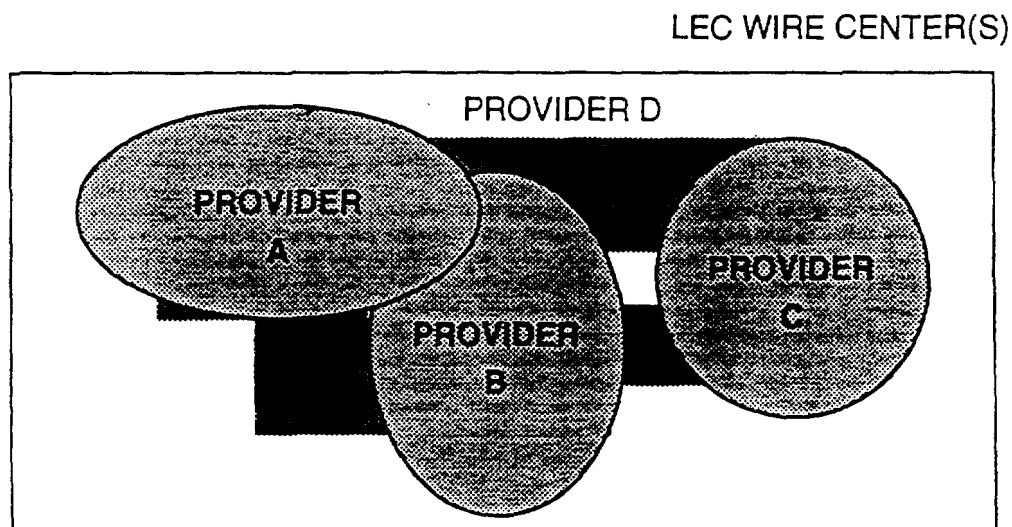 LEC WIRE CENTER(S)
PROVIDER D
PROVIDER
A
PROVIDER
B
PROVIDER
C